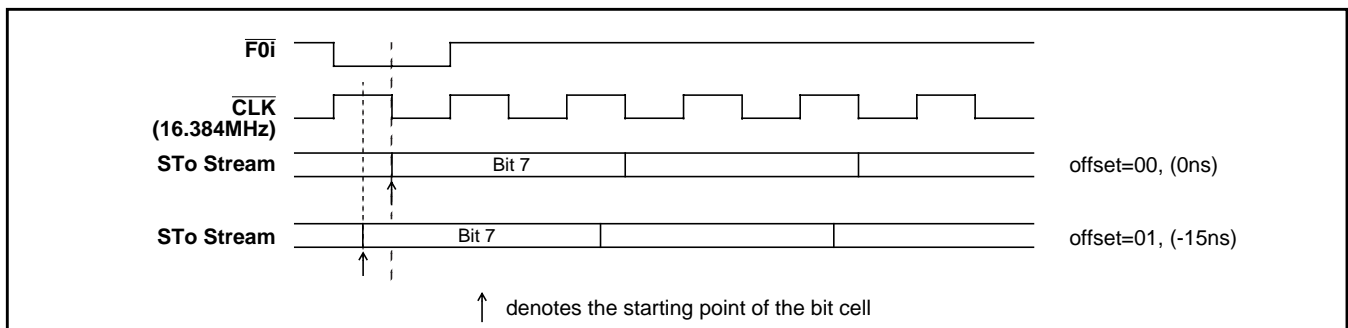 F0i
CLK
(16.384MHz)
STo Stream Bit 7 offset=00, (0ns)
STo Stream Bit 7 offset=01, (-15ns)
denotes the starting point of the bit cell